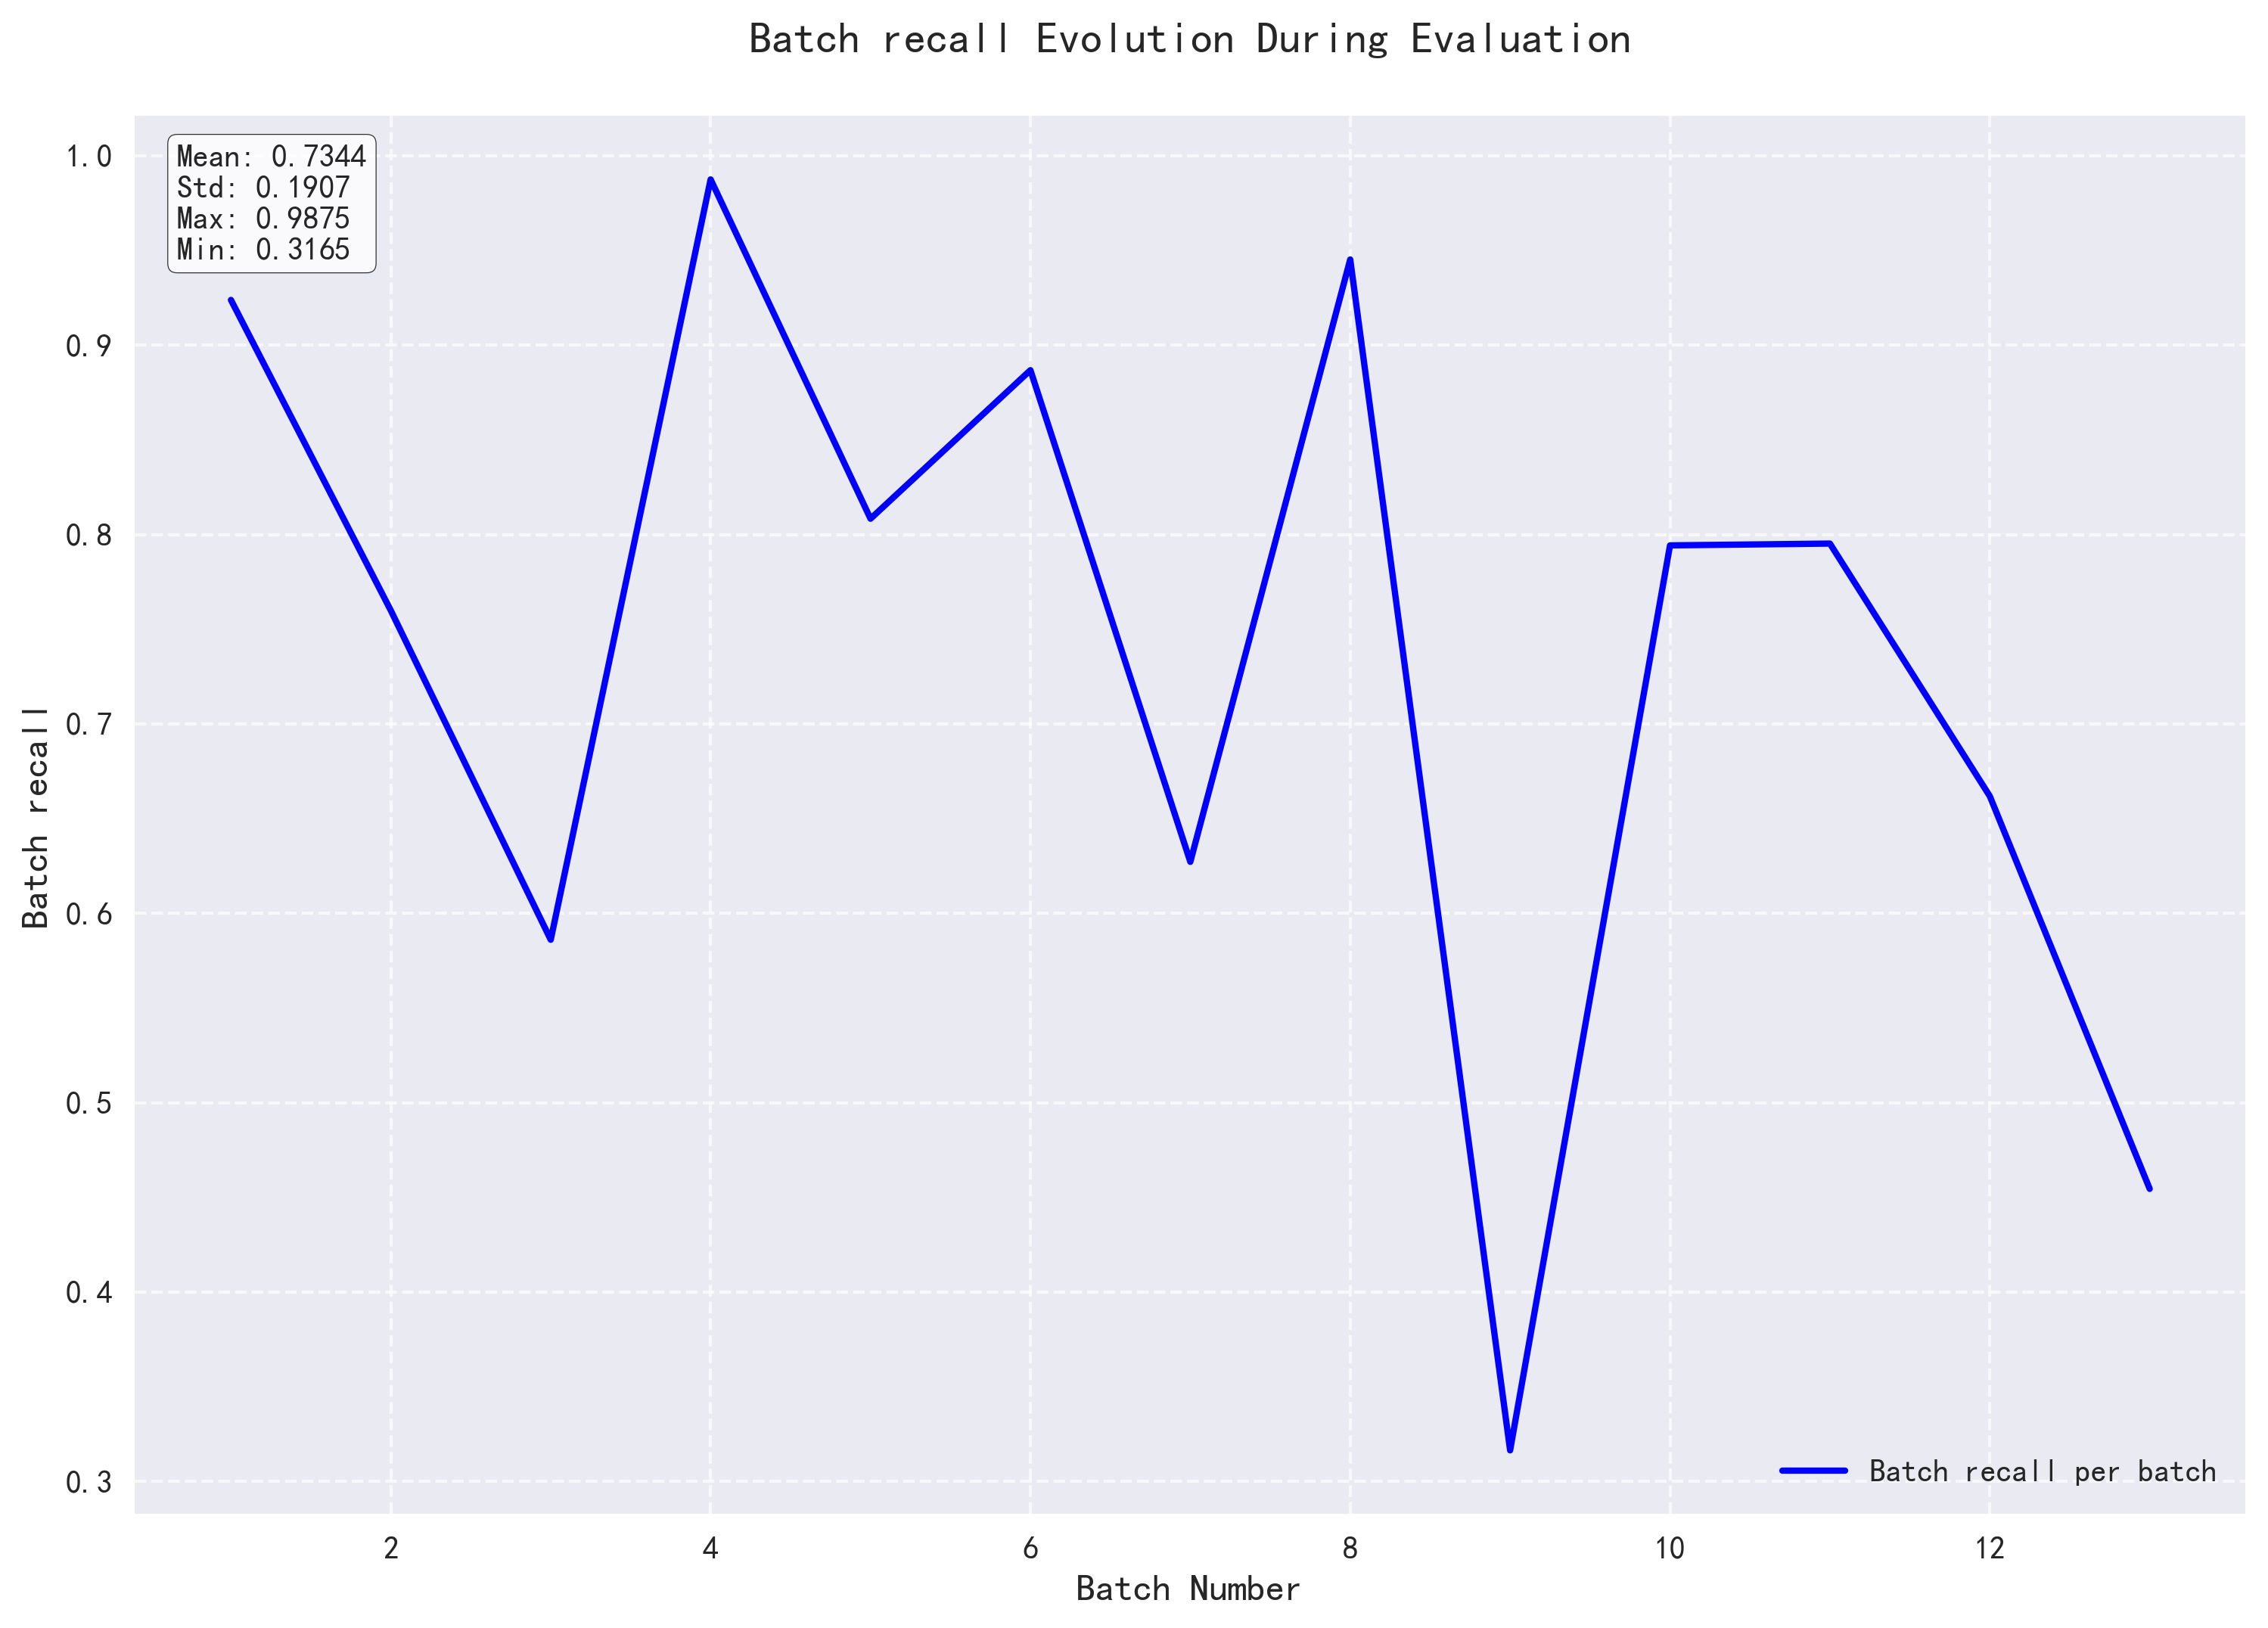 Batch recall Evolution During Evaluation
Mean: 0.7344
Std: 0.1907
Max: 0.9875
Min: 0.3165
1.0
0.9
0.8
0.7
0.6
0.5
0.4
0.3
Batch recall
Batch recall per batch
2 4 6 8 10 12
Batch Number